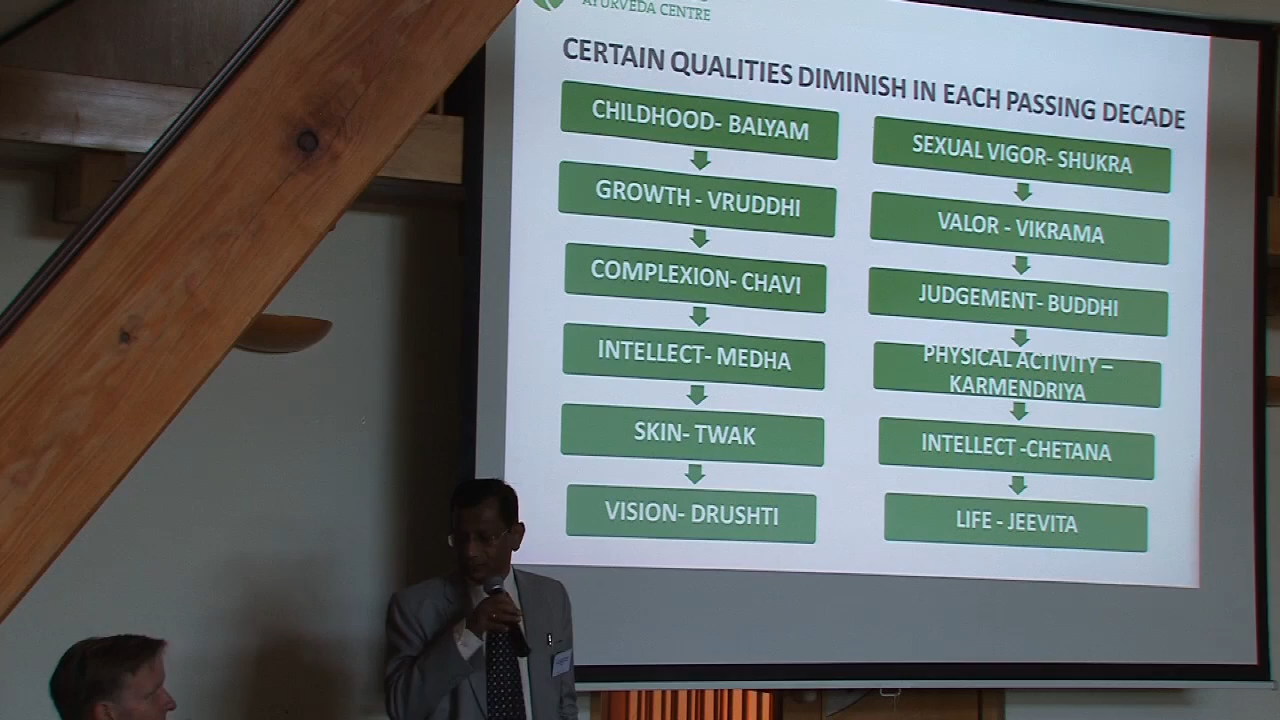 AYURVEDA CENTRE
CERTAIN QUALITIES DIMINISH IN EACH PASSING DECADE
CHILDHOOD- BALYAM
GROWTH - VRUDDHI
COMPLEXION- CHAVI
INTELLECT- MEDHA
SKIN- TWAK
VISION- DRUSHTI
SEXUAL VIGOR- SHUKRA
VALOR - VIKRAMA
JUDGEMENT- BUDDHI
PHYSICAL ACTIVITY –
KARMENDRIYA
INTELLECT -CHETANA
LIFE - JEEVITA